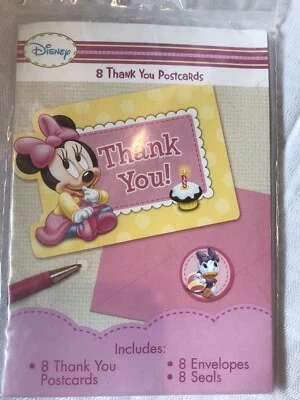 Disney
8 Thank You Postcards
Thank
You!
Includes:
• 8 Thank You
Postcards
• 8 Envelopes
• 8 Seals